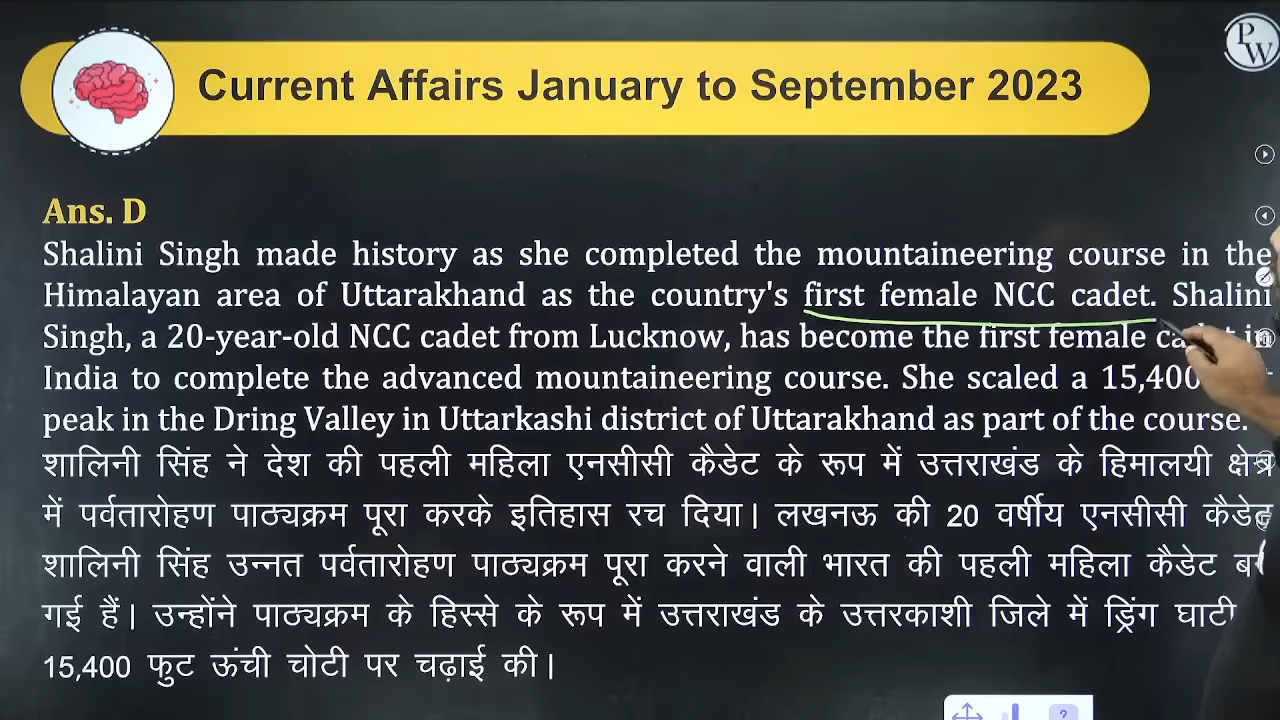 PW
Current Affairs January to September 2023
Ans. D
Shalini Singh made history as she completed the mountaineering course in the
Himalayan area of Uttarakhand as the country's first female NCC cadet. Shalini
Singh, a 20-year-old NCC cadet from Lucknow, has become the first female in
India to complete the advanced mountaineering course. She scaled a 15,400
peak in the Dring Valley in Uttarkashi district of Uttarakhand as part of the course.
शालिनी सिंह ने देश की पहली महिला एनसीसी कैडेट के रूप में उत्तराखंड के हिमालयी क्षेत्र
में पर्वतारोहण पाठ्यक्रम पूरा करके इतिहास रच दिया। लखनऊ की 20 वर्षीय एनसीसी कैडेट
शालिनी सिंह उन्नत पर्वतारोहण पाठ्यक्रम पूरा करने वाली भारत की पहली महिला कैडेट
गई हैं। उन्होंने पाठ्यक्रम के हिस्से के रूप में उत्तराखंड के उत्तरकाशी जिले में ड्रिंग घाटी
15,400 फुट ऊंची चोटी पर चढ़ाई की।